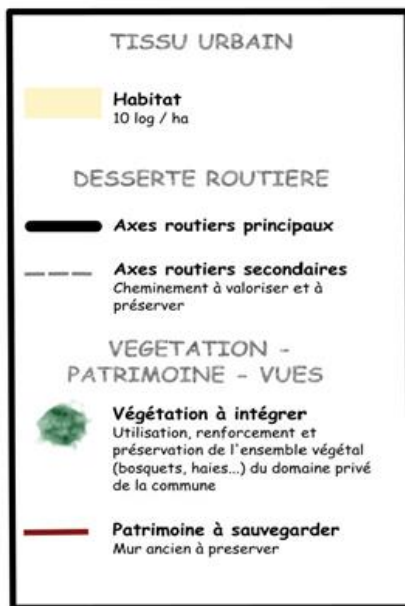 TISSU URBAIN
Habitat
10 log / ha
DESSERTE ROUTIERE
Axes routiers principaux
Axes routiers secondaires
Cheminement à valoriser et à
préserver
VEGETATION -
PATRIMOINE - VUES
Végétation à intégrer
Utilisation, renforcement et
préservation de l'ensemble végétal
(bosquets, haies...) du domaine privé
de la commune
Patrimoine à sauvegarder
Mur ancien à preserver